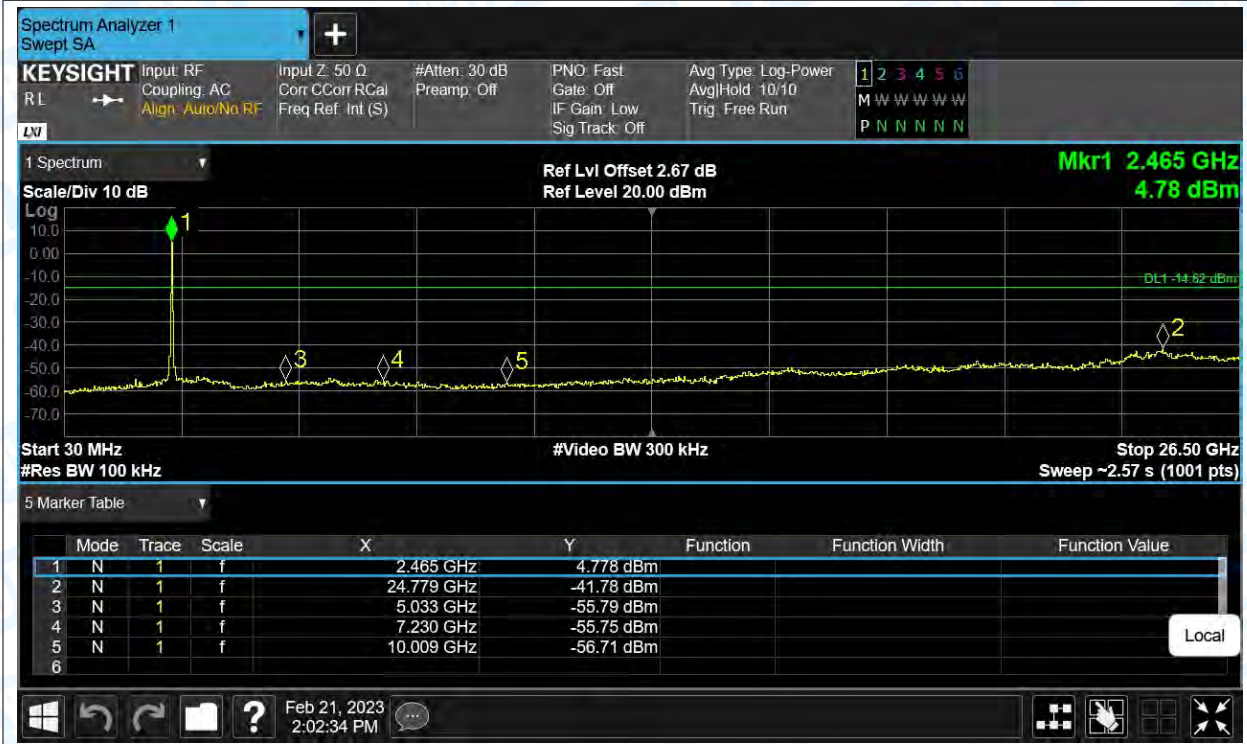 Spectrum Analyzer 1
Swept SA
+
KEYSIGHT Input: RF Input Z: 50 Ω #Atten: 30 dB PNO: Fast Avg Type: Log-Power 1 2 3 4 5 6
RL Coupling: AC Corr CCorr RCal Preamp: Off Gate: Off Avg|Hold: 10/10 M W W W W W
Align: Auto/No RF Freq Ref: Int (S) IF Gain: Low Trig: Free Run
LXI Sig Track: Off P N N N N N
1 Spectrum Ref Lvl Offset 2.67 dB Mkr1 2.465 GHz
Scale/Div 10 dB Ref Level 20.00 dBm 4.78 dBm
Log
10.0 1
0.00
-10.0 DL1 -14.62 dBm
-20.0
-30.0 2
-40.0
-50.0 3 4 5
-60.0
-70.0
Start 30 MHz #Video BW 300 kHz Stop 26.50 GHz
#Res BW 100 kHz Sweep ~2.57 s (1001 pts)
5 Marker Table
Mode Trace Scale X Y Function Function Width Function Value
1 N 1 f 2.465 GHz 4.778 dBm
2 N 1 f 24.779 GHz -41.78 dBm
3 N 1 f 5.033 GHz -55.79 dBm
4 N 1 f 7.230 GHz -55.75 dBm
5 N 1 f 10.009 GHz -56.71 dBm
6
Local
? Feb 21, 2023
2:02:34 PM